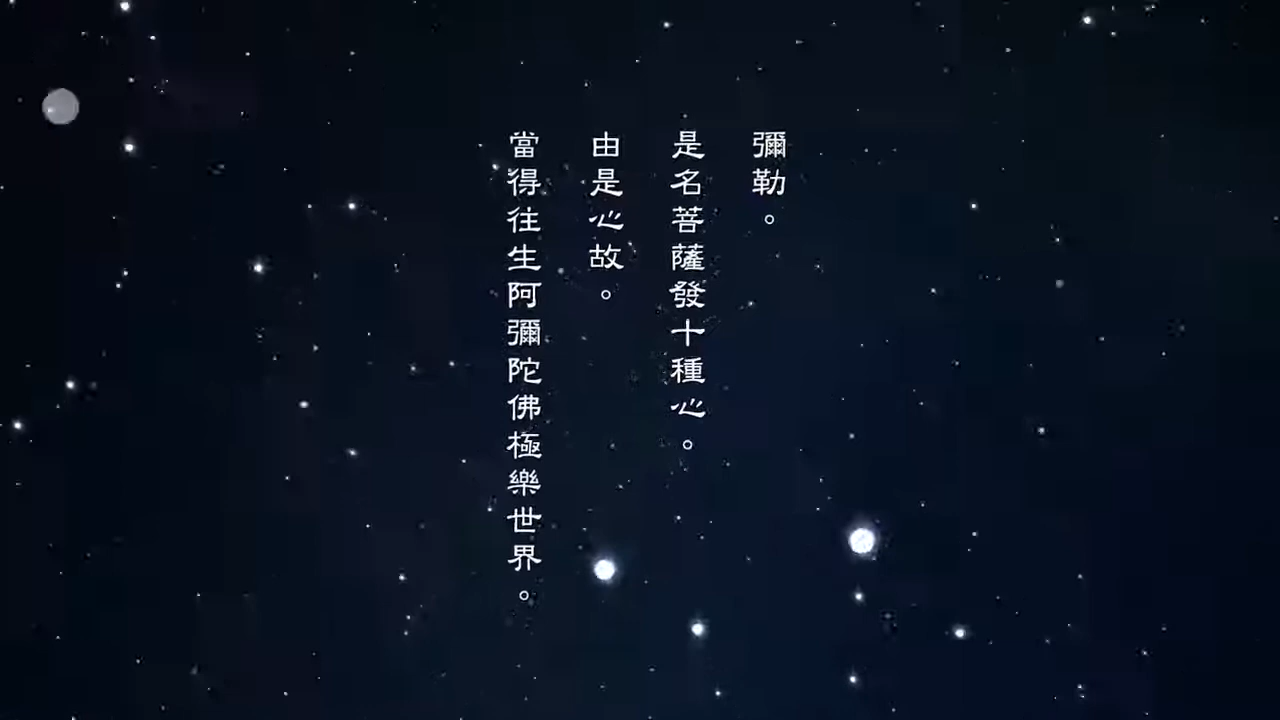 彌勒。
是名菩薩發十種心。
由是心故。
當得往生阿彌陀佛極樂世界。